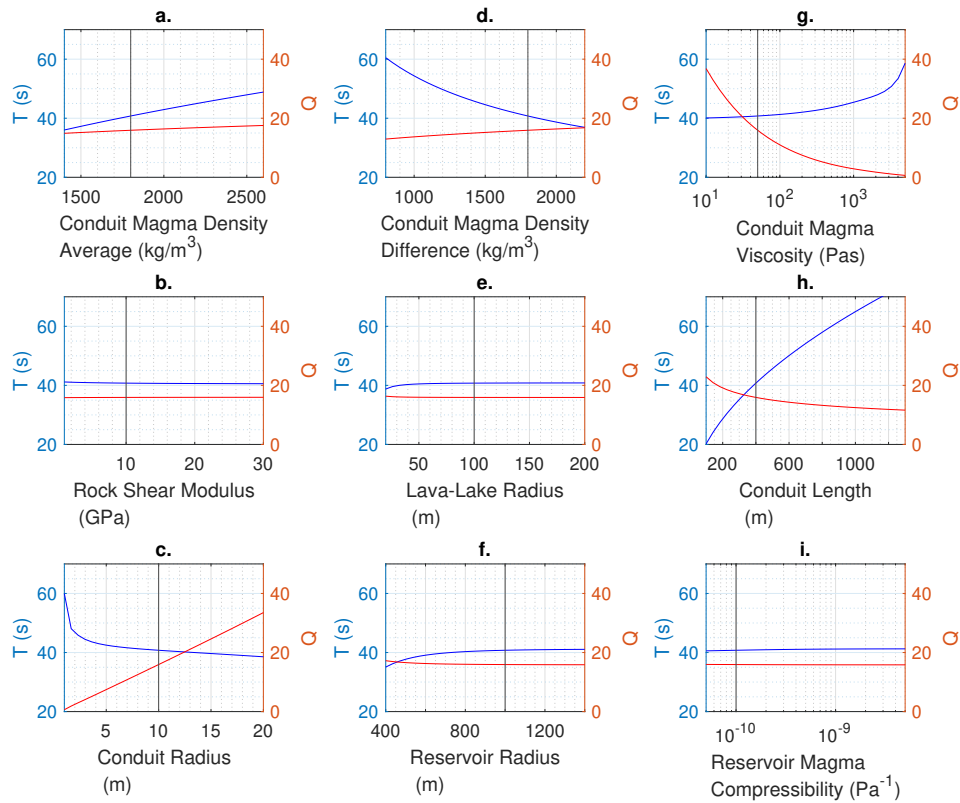 a.
60
40
20
T (s)
40
20
0
Q
1500 2000 2500
Conduit Magma Density
Average (kg/m³)
d.
60
40
20
T (s)
40
20
0
Q
1000 1500 2000
Conduit Magma Density
Difference (kg/m³)
g.
60
40
20
T (s)
40
20
0
Q
10¹ 10² 10³
Conduit Magma
Viscosity (Pas)
b.
60
40
20
T (s)
40
20
0
Q
10 20 30
Rock Shear Modulus
(GPa)
e.
60
40
20
T (s)
40
20
0
Q
50 100 150 200
Lava-Lake Radius
(m)
h.
60
40
20
T (s)
40
20
0
Q
200 600 1000
Conduit Length
(m)
c.
60
40
20
T (s)
40
20
0
Q
5 10 15 20
Conduit Radius
(m)
f.
60
40
20
T (s)
40
20
0
Q
400 600 800 1000 1200
Reservoir Radius
(m)
i.
60
40
20
T (s)
40
20
0
Q
10⁻¹⁰ 10⁻⁹
Reservoir Magma
Compressibility (Pa⁻¹)